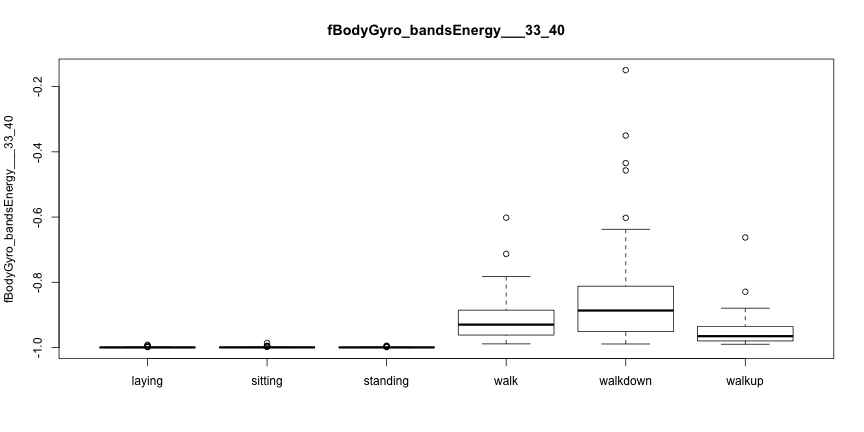 fBodyGyro_bandsEnergy___33_40
fBodyGyro_bandsEnergy___33_40
-0.2
-0.4
-0.6
-0.8
-1.0
laying sitting standing walk walkdown walkup